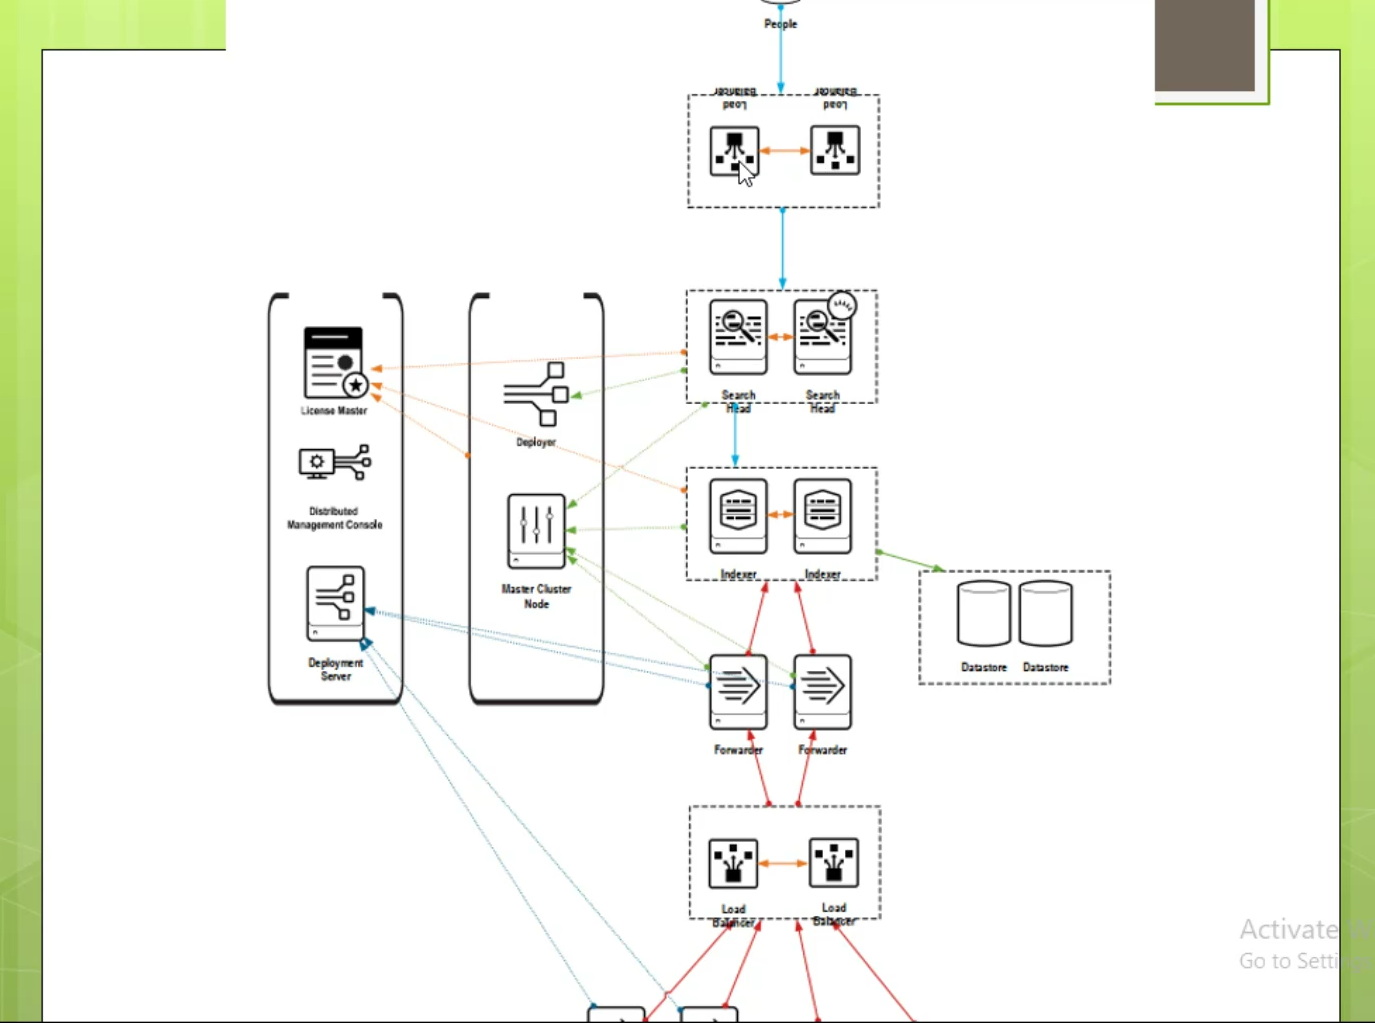 People
Load
Balancer
Load
Balancer
Search
Head
Search
Head
License Master
Deployer
Distributed
Management Console
Indexer
Indexer
Master Cluster
Node
Deployment
Server
Datastore
Datastore
Forwarder
Forwarder
Load
Balancer
Load
Balancer
Activate W
Go to Setti